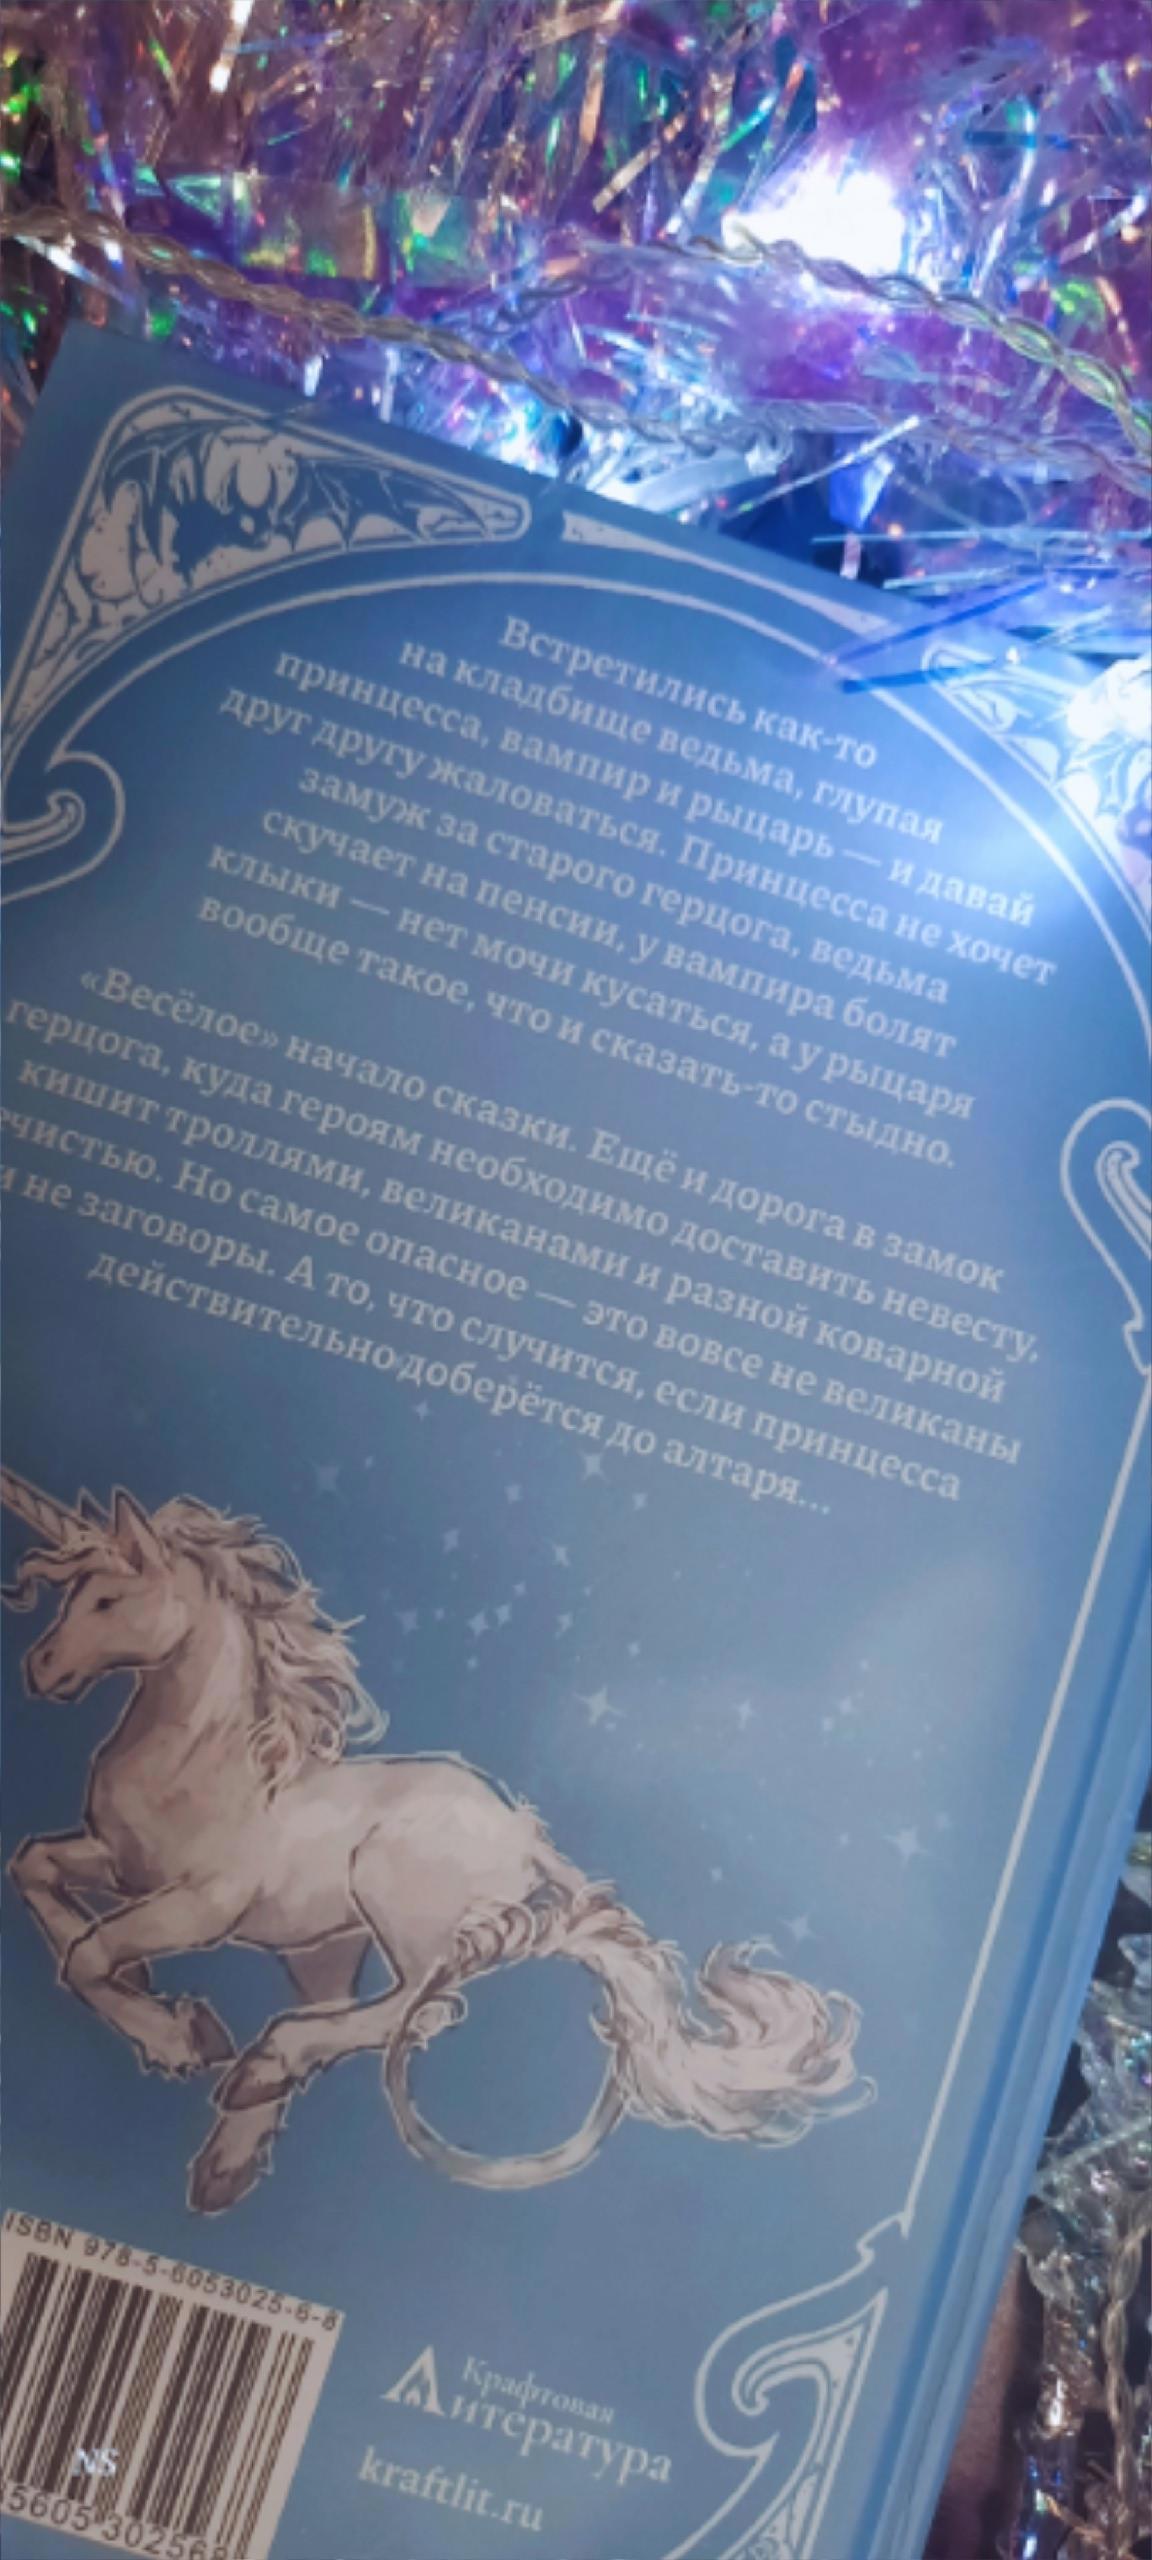 Встретились как-то
на кладбище ведьма, глупая
принцесса, вампир и рыцарь — и давай
друг другу жаловаться. Принцесса не хочет
замуж за старого герцога, ведьма
скучает на пенсии, у вампира болят
клыки — нет мочи кусаться, а у рыцаря
вообще такое, что и сказать-то стыдно.
«Весёлое» начало сказки. Ещё и дорога в замок
герцога, куда героям необходимо доставить невесту,
кишит троллями, великанами и разной коварной
ечистью. Но самое опасное — это вовсе не великаны
и не заговоры. А то, что случится, если принцесса
действительно доберётся до алтаря...
ISBN 978-5-6053025-6-8
NS
5605 302568
Крафтовая
Литература
kraftlit.ru